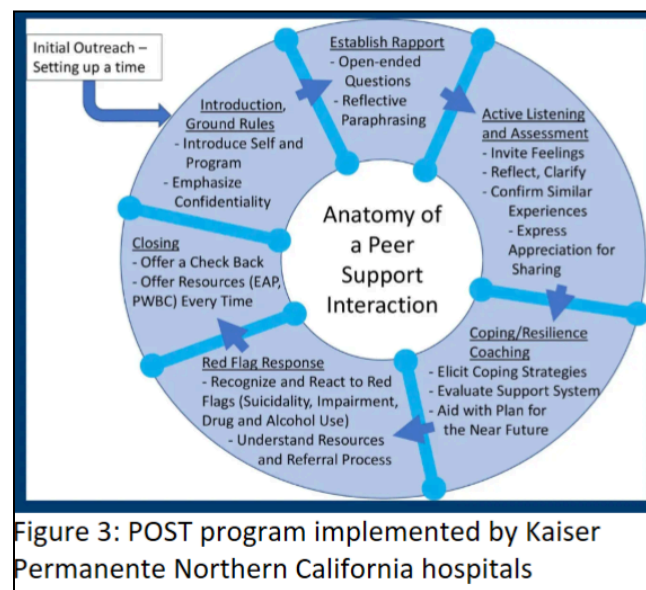 Initial Outreach –
Setting up a time
Introduction,
Ground Rules
- Introduce Self and
Program
- Emphasize
Confidentiality
Establish Rapport
- Open-ended
Questions
- Reflective
Paraphrasing
Active Listening
and Assessment
- Invite Feelings
- Reflect, Clarify
- Confirm Similar
Experiences
- Express
Appreciation for
Sharing
Coping/Resilience
Coaching
- Elicit Coping Strategies
- Evaluate Support System
- Aid with Plan for
the Near Future
Red Flag Response
- Recognize and React to Red
Flags (Suicidality, Impairment,
Drug and Alcohol Use)
- Understand Resources
and Referral Process
Closing
- Offer a Check Back
- Offer Resources (EAP,
PWBC) Every Time
Anatomy of
a Peer
Support
Interaction
Figure 3: POST program implemented by Kaiser
Permanente Northern California hospitals